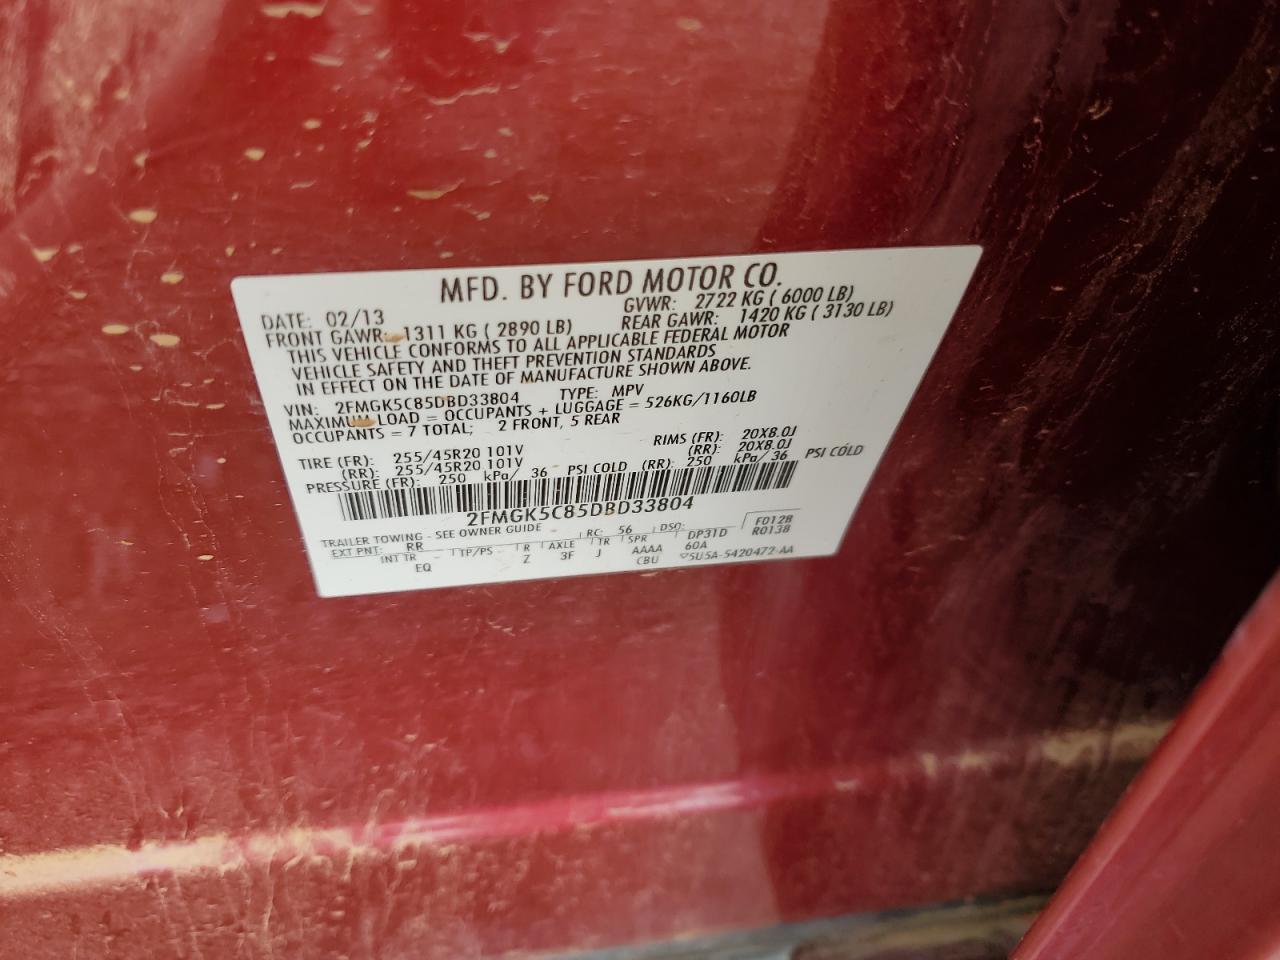 MFD. BY FORD MOTOR CO.
DATE: 02/13 GVWR: 2722 KG ( 6000 LB)
FRONT GAWR: 1311 KG ( 2890 LB) REAR GAWR: 1420 KG ( 3130 LB)
THIS VEHICLE CONFORMS TO ALL APPLICABLE FEDERAL MOTOR
VEHICLE SAFETY AND THEFT PREVENTION STANDARDS
IN EFFECT ON THE DATE OF MANUFACTURE SHOWN ABOVE.
VIN: 2FMGK5C85DBD33804 TYPE: MPV
MAXIMUM LOAD = OCCUPANTS + LUGGAGE = 526KG/1160LB
OCCUPANTS = 7 TOTAL; 2 FRONT, 5 REAR
TIRE (FR): 255/45R20 101V RIMS (FR): 20X8.0J
(RR): 255/45R20 101V (RR): 20X8.0J
PRESSURE (FR): 250 kPa/ 36 PSI COLD (RR): 250 kPa/ 36 PSI COLD
2FMGK5C85DBD33804
TRAILER TOWING - SEE OWNER GUIDE
EXT PNT: RR RC: 56 DSO: F012B
INT TR TP/PS R AXLE TR SPR DP31D R0138
EQ Z 3F J AAAA 60A
CBU ▽5U5A-5420472-AA